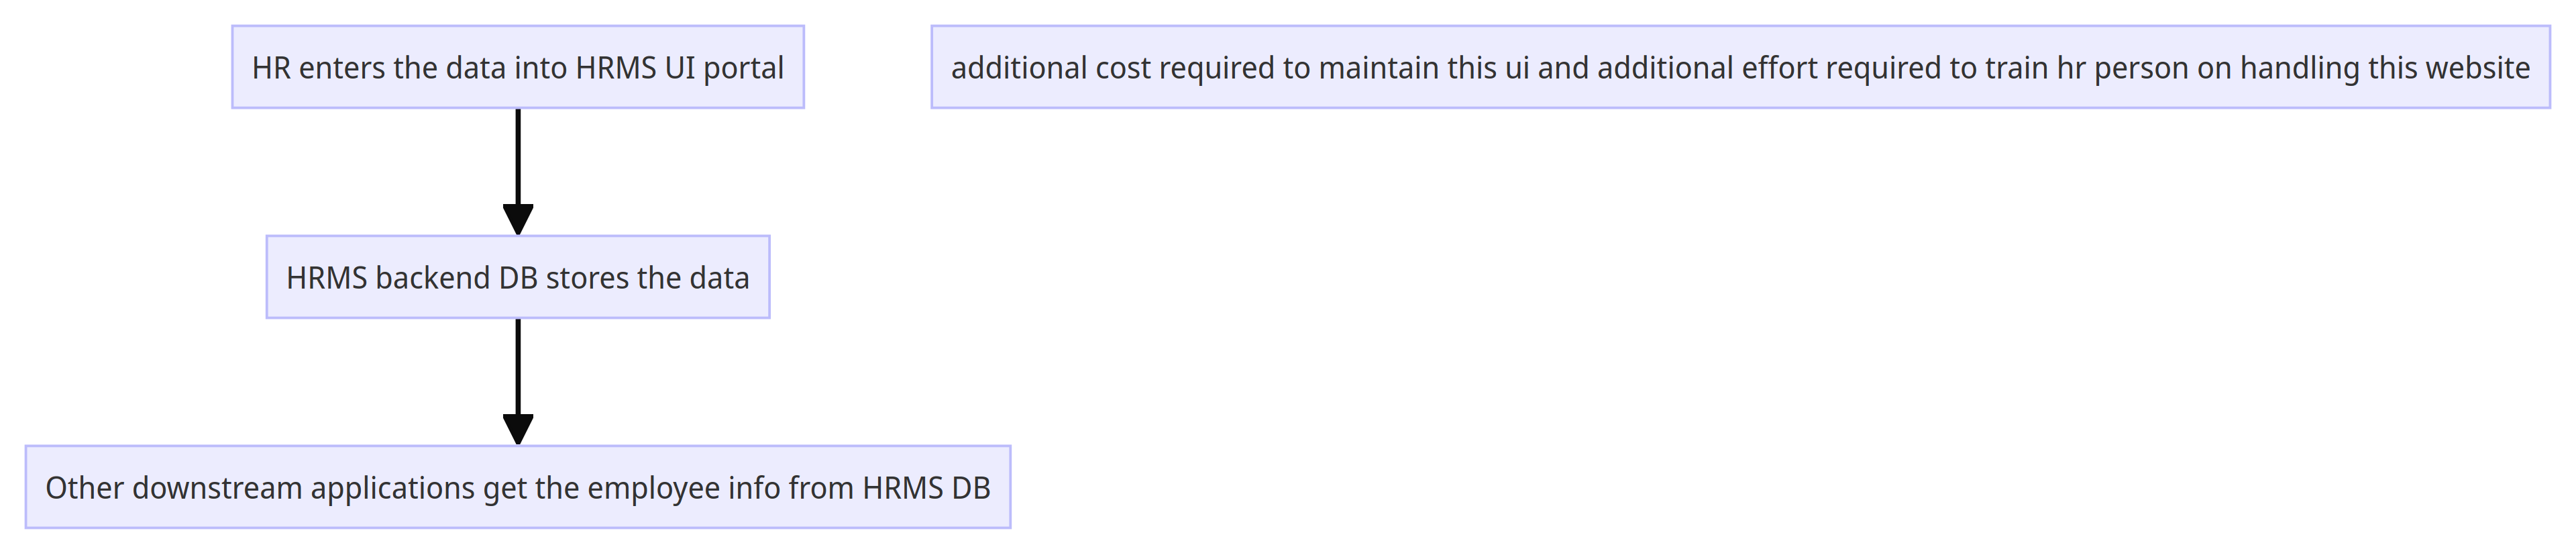 HR enters the data into HRMS UI portal
additional cost required to maintain this ui and additional effort required to train hr person on handling this website
HRMS backend DB stores the data
Other downstream applications get the employee info from HRMS DB